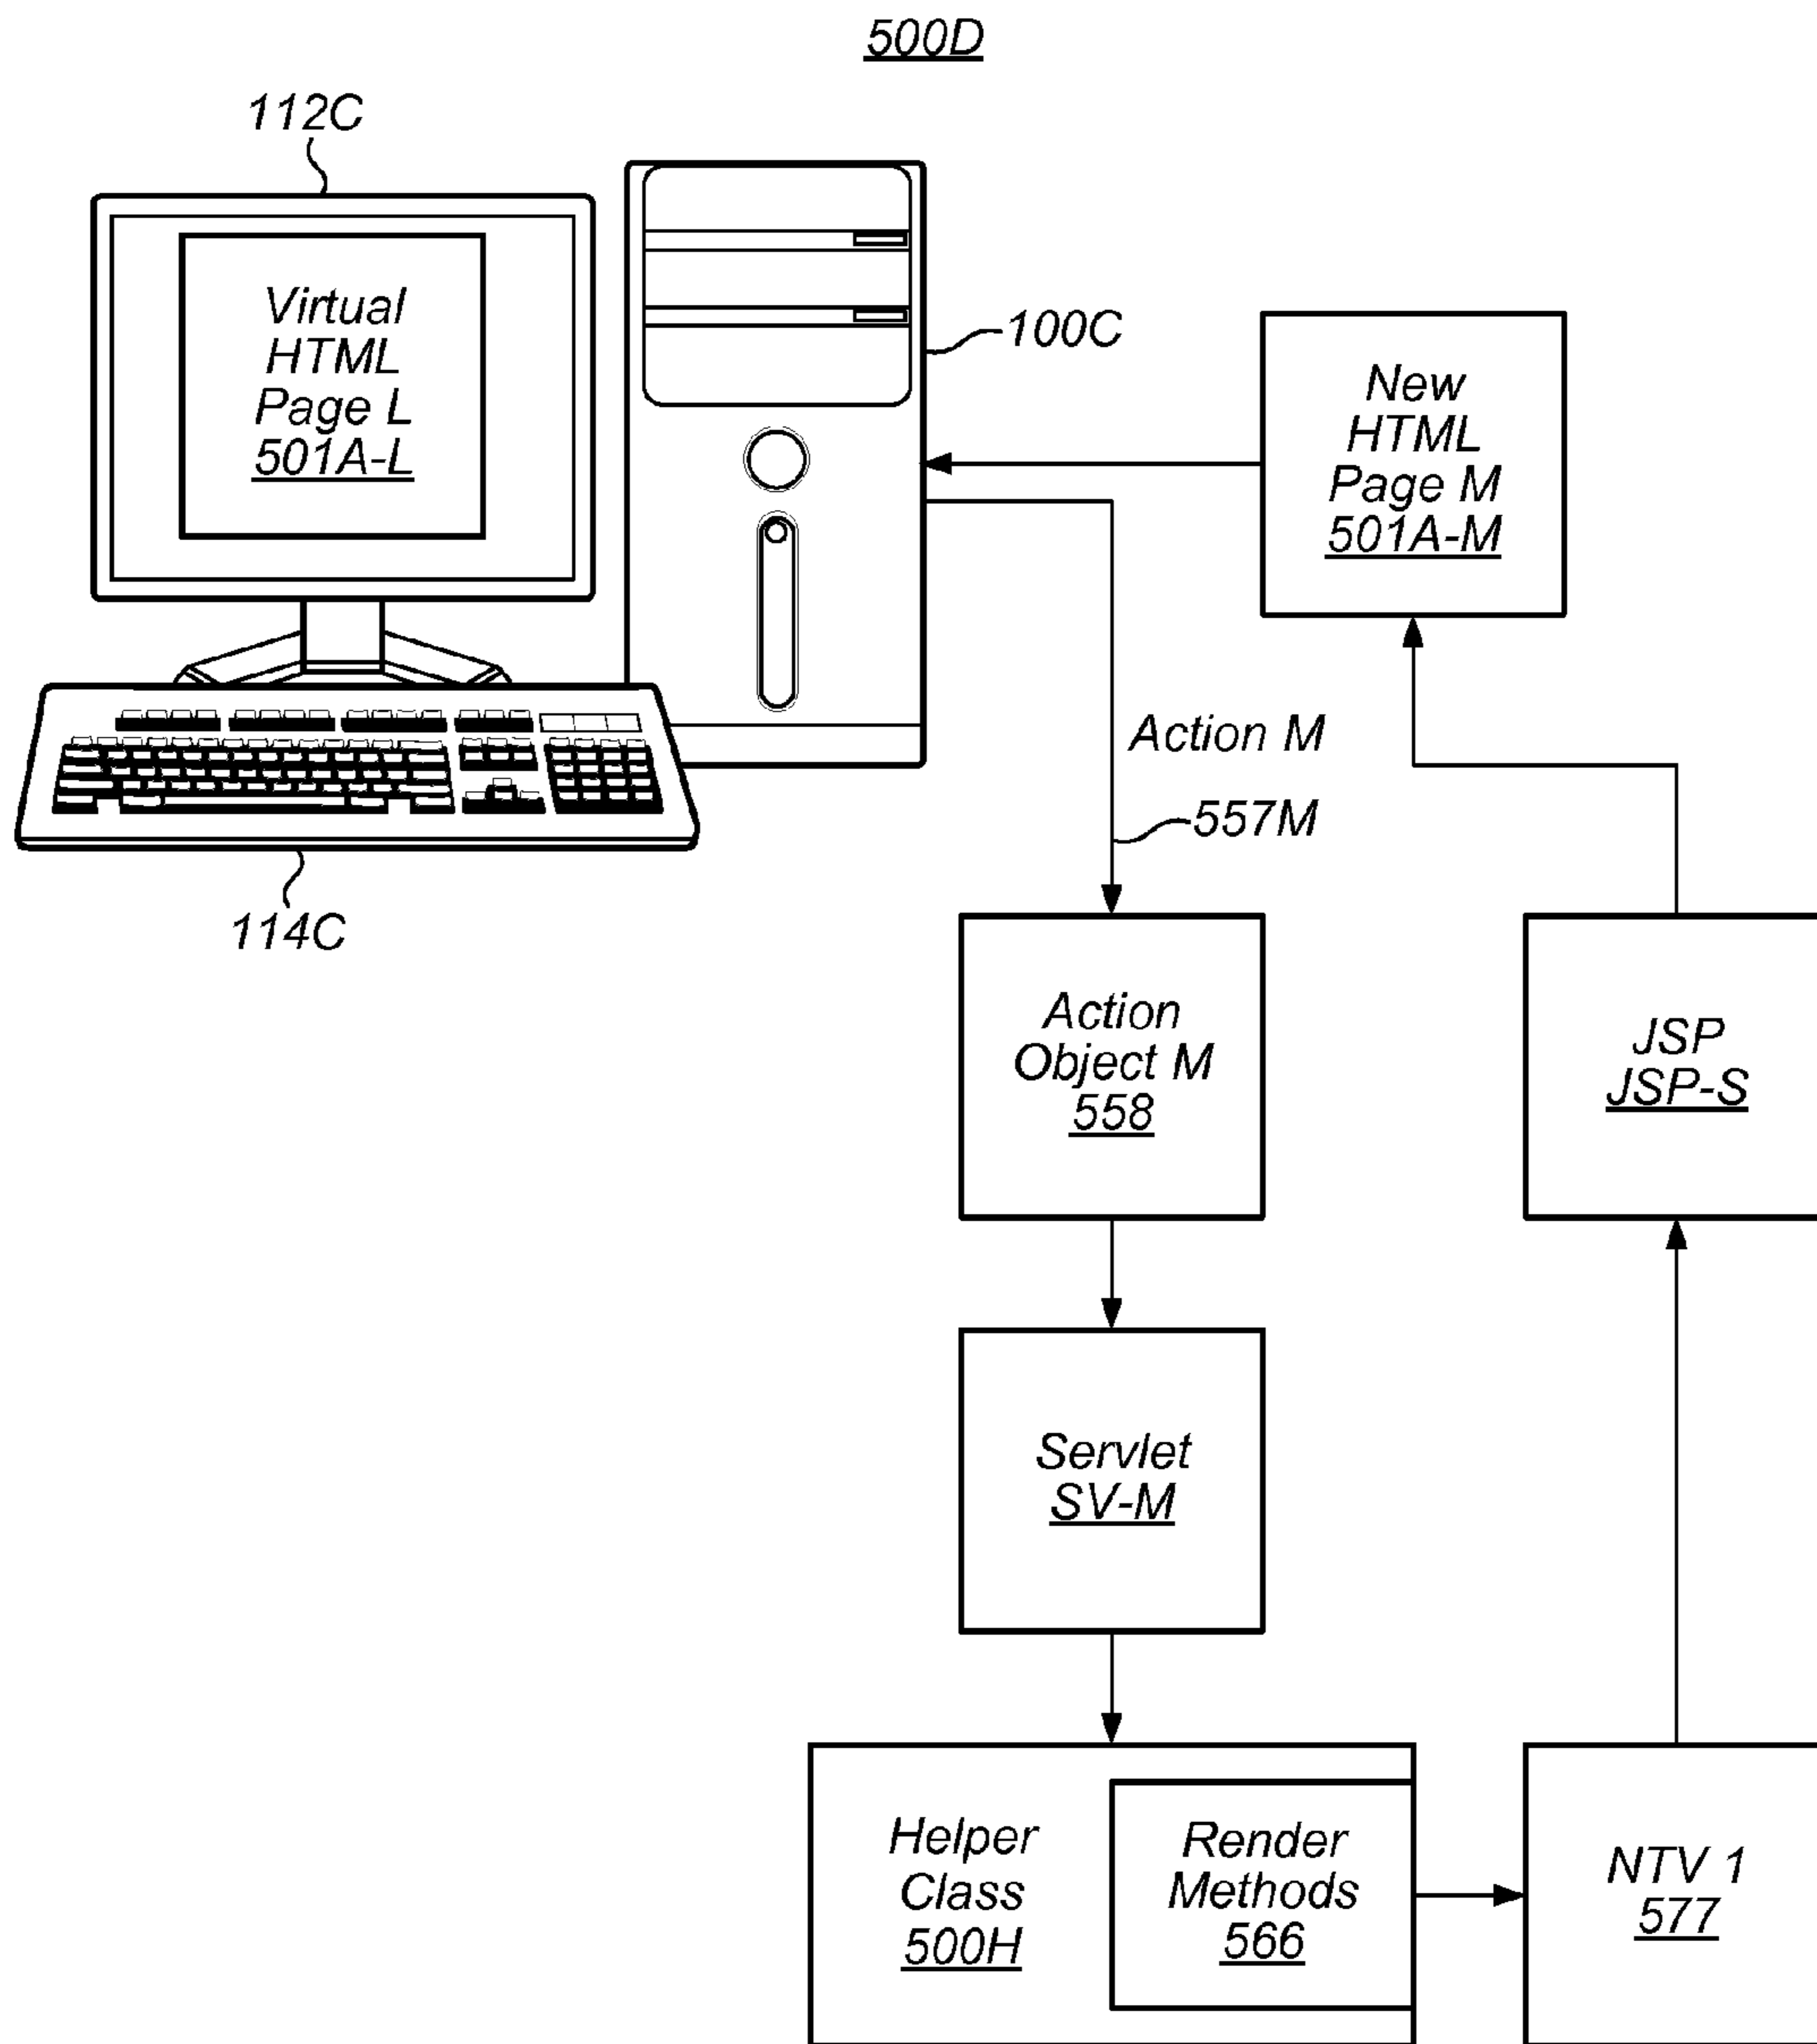 500D
112C
Virtual
HTML
Page L
501A-L
100C
New
HTML
Page M
501A-M
Action M
557M
114C
Action
Object M
558
JSP
JSP-S
Servlet
SV-M
Helper
Class
500H
Render
Methods
566
NTV 1
577